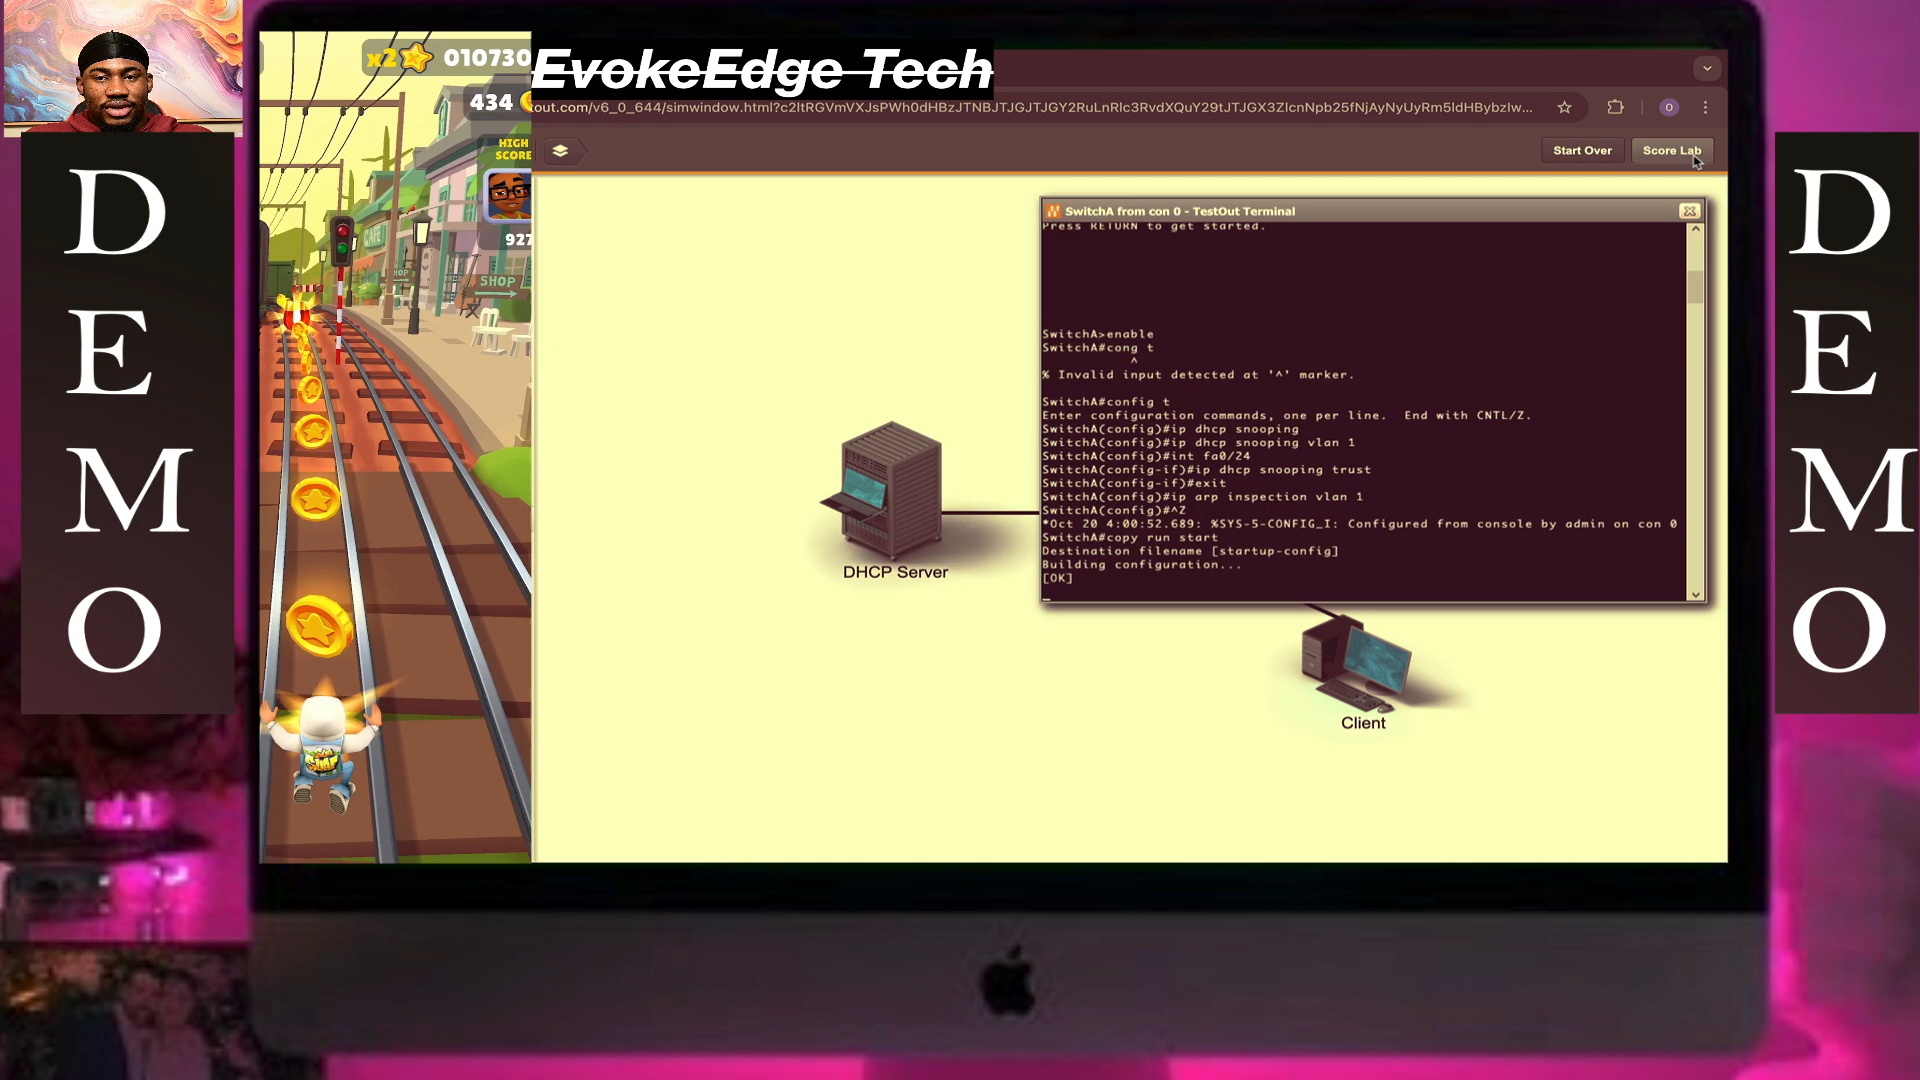 D
E
M
O
x2 010730
434
HIGH
SCORE
927
CAFE
SHOP
SHOP
EvokeEdge Tech
tout.com/v6_0_644/simwindow.html?c2ltRGVmVXJsPWh0dHBzJTNBJTJGJTJGY2RuLnRlc3RvdXQuY29tJTJGX3ZlcnNpb25fNjAyNyUyRm5ldHBybzIw...
O
Start Over
Score Lab
SwitchA from con 0 - TestOut Terminal
Press RETURN to get started.
SwitchA>enable
SwitchA#cong t
^
% Invalid input detected at '^' marker.
SwitchA#config t
Enter configuration commands, one per line. End with CNTL/Z.
SwitchA(config)#ip dhcp snooping
SwitchA(config)#ip dhcp snooping vlan 1
SwitchA(config)#int fa0/24
SwitchA(config-if)#ip dhcp snooping trust
SwitchA(config-if)#exit
SwitchA(config)#ip arp inspection vlan 1
SwitchA(config)#^Z
*Oct 20 4:00:52.689: %SYS-5-CONFIG_I: Configured from console by admin on con 0
SwitchA#copy run start
Destination filename [startup-config]
Building configuration...
[OK]
DHCP Server
Client
D
E
M
O